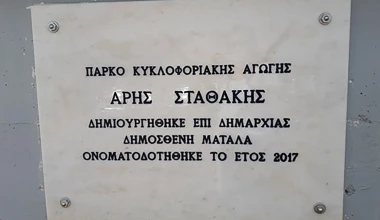 ΠΑΡΚΟ ΚΥΚΛΟΦΟΡΙΑΚΗΣ ΑΓΩΓΗΣ
ΑΡΗΣ ΣΤΑΘΑΚΗΣ
ΔΗΜΙΟΥΡΓΗΘΗΚΕ ΕΠΙ ΔΗΜΑΡΧΙΑΣ
ΔΗΜΟΣΘΕΝΗ ΜΑΤΑΛΑ
ΟΝΟΜΑΤΟΔΟΤΗΘΗΚΕ ΤΟ ΕΤΟΣ 2017